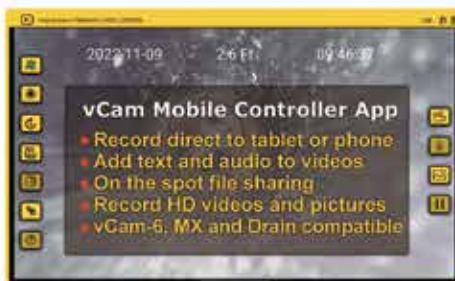 2022-11-09 2.6 Ft. 09:46:37
vCam Mobile Controller App
Record direct to tablet or phone
Add text and audio to videos
On the spot file sharing
Record HD videos and pictures
vCam-6, MX and Drain compatible